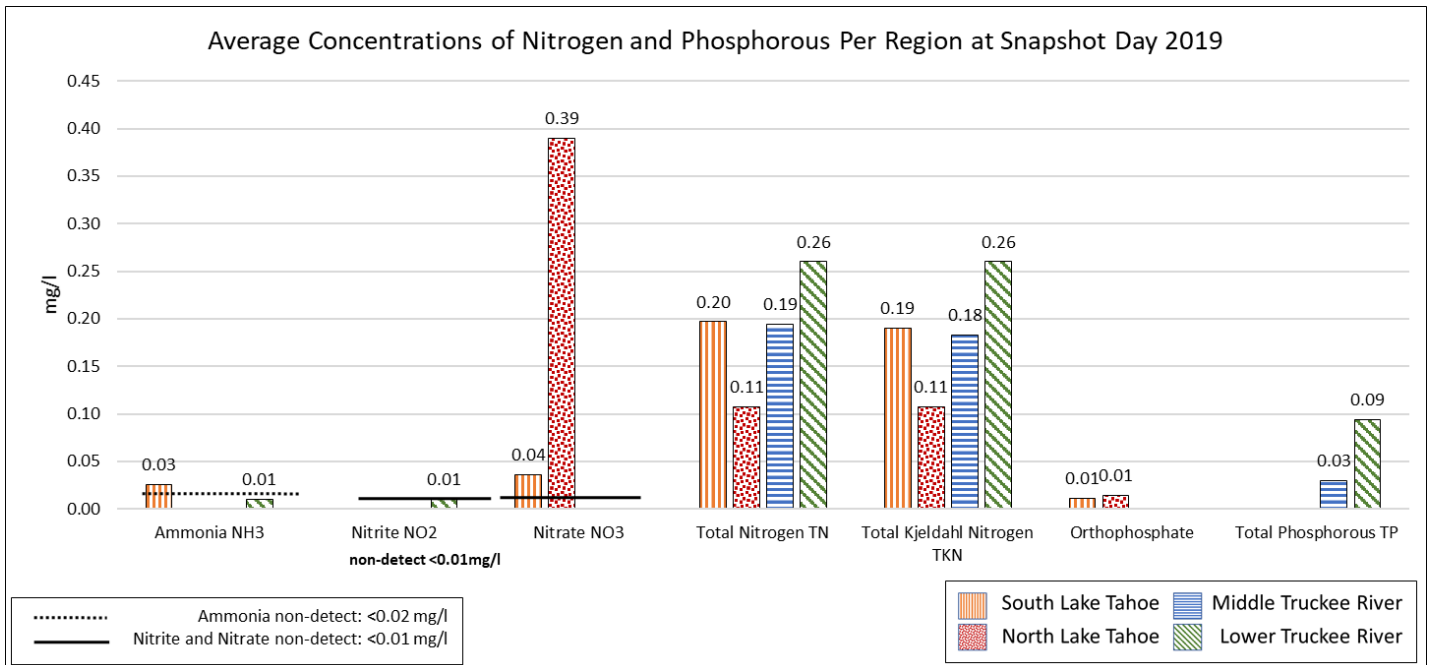 Average Concentrations of Nitrogen and Phosphorous Per Region at Snapshot Day 2019
mg/l
0.45
0.40
0.35
0.30
0.25
0.20
0.15
0.10
0.05
0.00
0.03
0.01
0.01
0.04
0.39
0.20
0.11
0.19
0.26
0.19
0.11
0.18
0.26
0.01
0.01
0.03
0.09
Ammonia NH3
Nitrite NO2
non-detect <0.01mg/l
Nitrate NO3
Total Nitrogen TN
Total Kjeldahl Nitrogen
TKN
Orthophosphate
Total Phosphorous TP
Ammonia non-detect: <0.02 mg/l
Nitrite and Nitrate non-detect: <0.01 mg/l
South Lake Tahoe
Middle Truckee River
North Lake Tahoe
Lower Truckee River